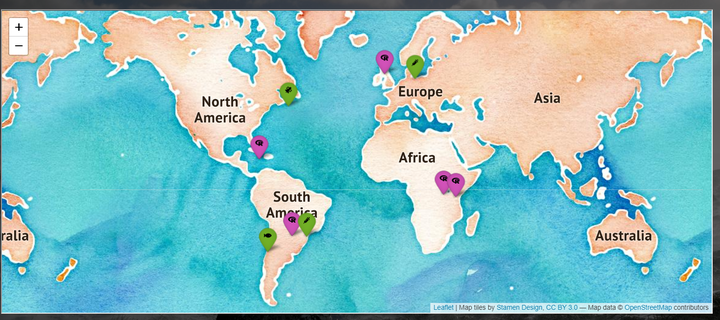 +
−
North
America
Europe
Asia
Africa
South
America
ralia
Australia
Leaflet | Map tiles by Stamen Design, CC BY 3.0 — Map data © OpenStreetMap contributors